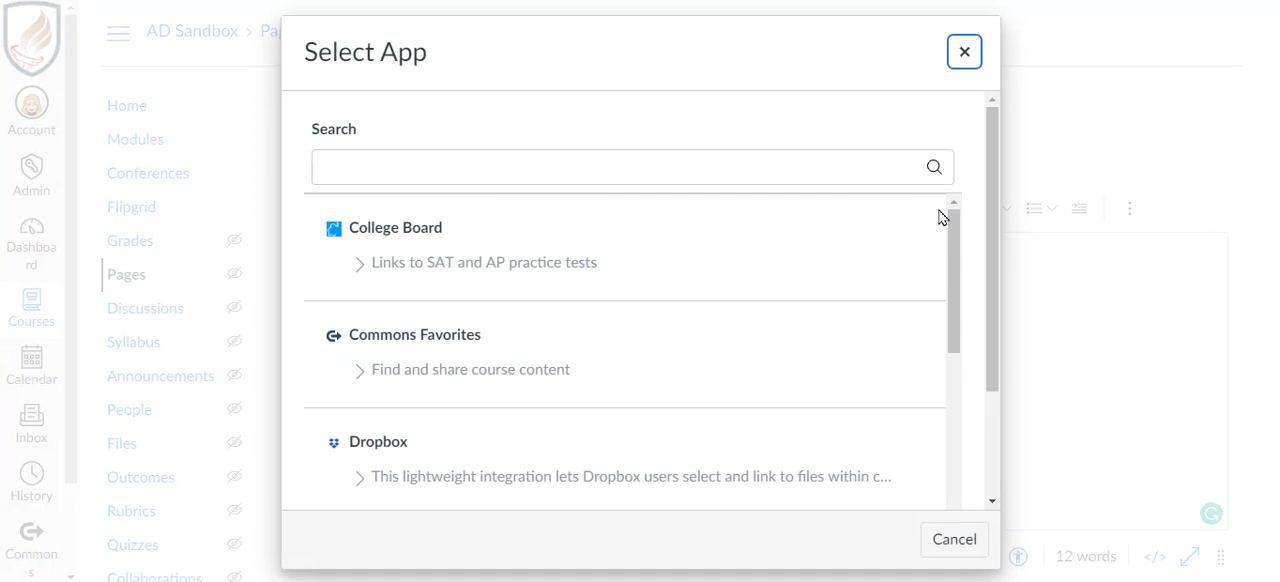 AD Sandbox › Pa
Account
Admin
Dashboa
rd
Courses
Calendar
Inbox
History
Common
s
Home
Modules
Conferences
Flipgrid
Grades
Pages
Discussions
Syllabus
Announcements
People
Files
Outcomes
Rubrics
Quizzes
Collaborations
Select App
Search
College Board
Links to SAT and AP practice tests
Commons Favorites
Find and share course content
Dropbox
This lightweight integration lets Dropbox users select and link to files within c...
Cancel
12 words
</>